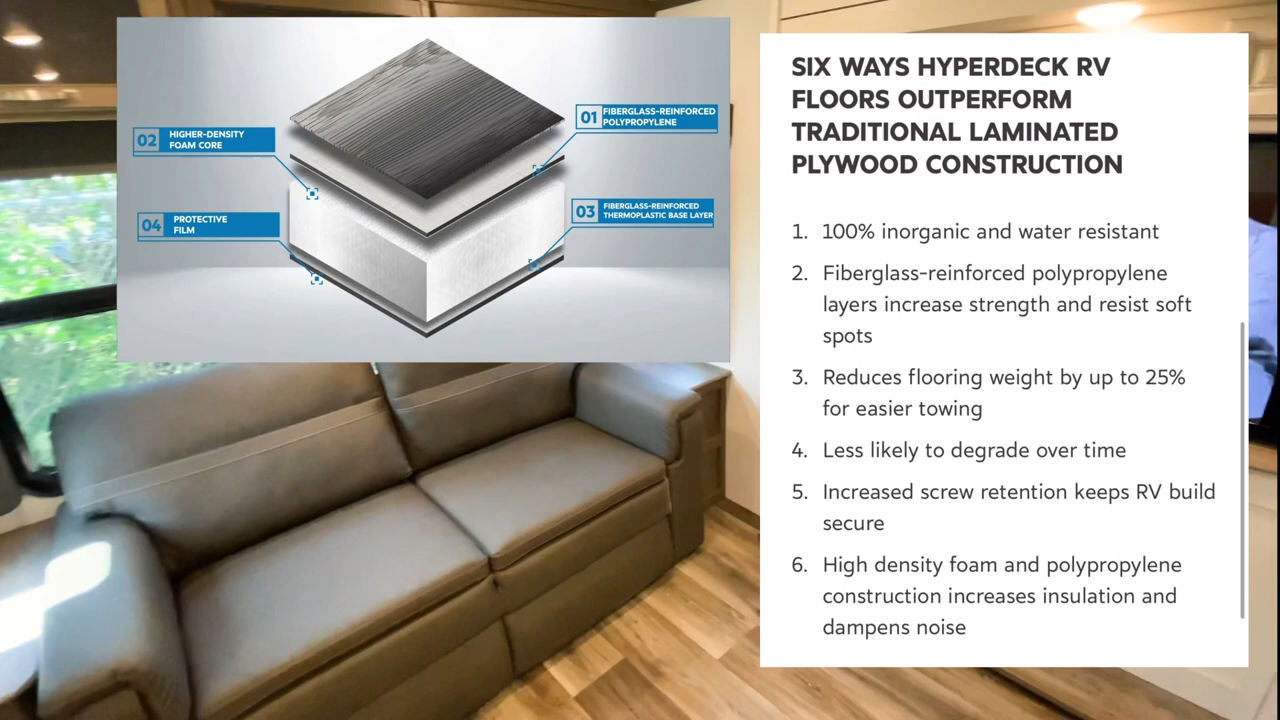 01 FIBERGLASS-REINFORCED
POLYPROPYLENE
02 HIGHER-DENSITY
FOAM CORE
03 FIBERGLASS-REINFORCED
THERMOPLASTIC BASE LAYER
04 PROTECTIVE
FILM
SIX WAYS HYPERDECK RV
FLOORS OUTPERFORM
TRADITIONAL LAMINATED
PLYWOOD CONSTRUCTION
1. 100% inorganic and water resistant
2. Fiberglass-reinforced polypropylene
layers increase strength and resist soft
spots
3. Reduces flooring weight by up to 25%
for easier towing
4. Less likely to degrade over time
5. Increased screw retention keeps RV build
secure
6. High density foam and polypropylene
construction increases insulation and
dampens noise